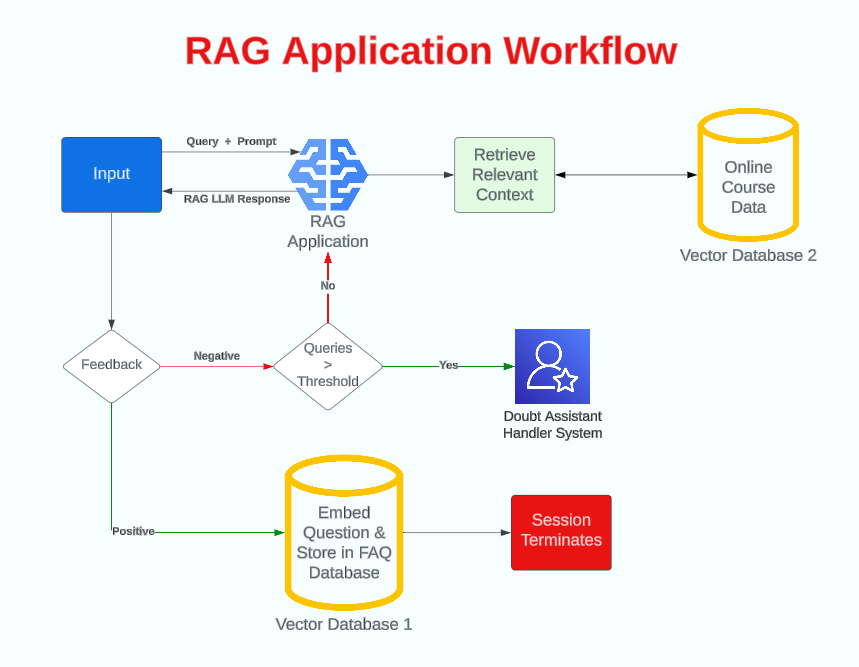 RAG Application Workflow
Query + Prompt
Input
RAG LLM Response
RAG
Application
Retrieve
Relevant
Context
Online
Course
Data
Vector Database 2
No
Feedback
Negative
Queries
>
Threshold
Yes
Doubt Assistant
Handler System
Positive
Embed
Question &
Store in FAQ
Database
Vector Database 1
Session
Terminates